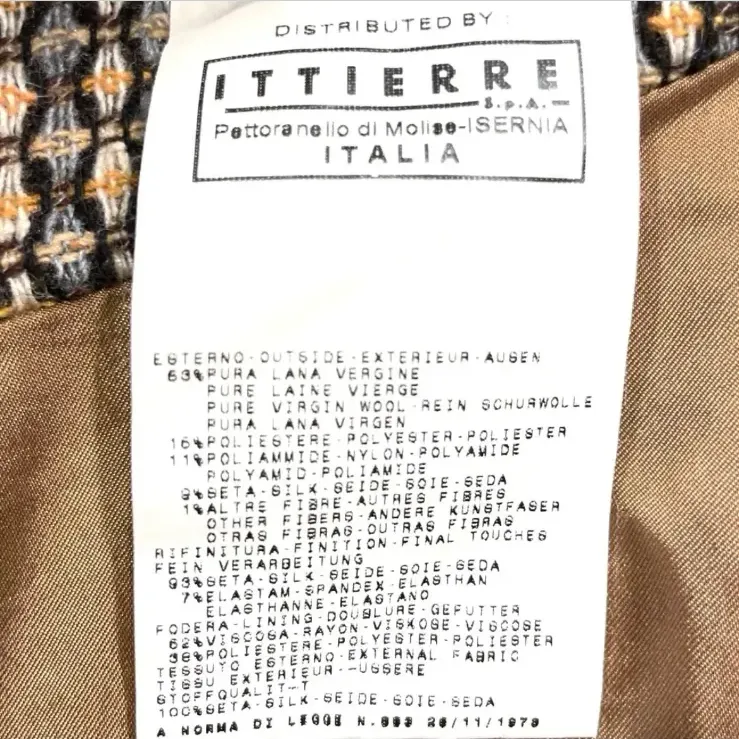 DISTRIBUTED BY :
ITTIERRE
S.p.A.
Pettoranello di Molise-ISERNIA
ITALIA
ESTERNO-OUTSIDE-EXTERIEUR-AUSEN
63%PURA LANA VERGINE
PURE LAINE VIERGE
PURE VIRGIN WOOL-REIN SCHURWOLLE
PURA LANA VIRGEN
16%POLIESTERE-POLYESTER-POLIESTER
11%POLIAMMIDE-NYLON-POLYAMIDE
POLYAMID-POLIAMIDE
9%SETA-SILK-SEIDE-SOIE-SEDA
1%ALTRE FIBRE-AUTRES FIBRES
OTHER FIBERS-ANDERE KUNSTFASER
OTRAS FIBRAS-OUTRAS FIBRAS
RIFINITURA-FINITION-FINAL TOUCHES
FEIN VERARBEITUNG
93%SETA-SILK-SEIDE-SOIE-SEDA
7%ELASTAM-SPANDEX-ELASTHAN
ELASTHANNE-ELASTANO
FODERA-LINING-DOUBLURE-GEFUTTER
62%VISCOSA-RAYON-VISKOSE-VISCOSE
38%POLIESTERE-POLYESTER-POLIESTER
TESSUTO ESTERNO-EXTERNAL FABRIC
TISSU EXTERIEUR--USSERE
STOFFQUALIT-T
100%SETA-SILK-SEIDE-SOIE-SEDA
A NORMA DI LEGGE N.883 26/11/1973